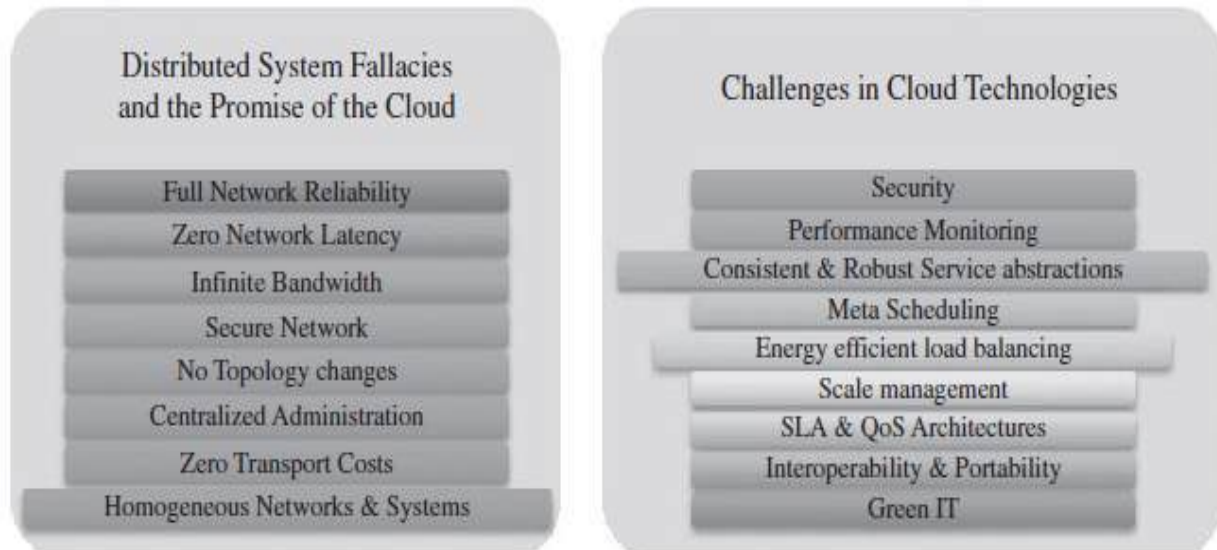 Distributed System Fallacies
and the Promise of the Cloud
Full Network Reliability
Zero Network Latency
Infinite Bandwidth
Secure Network
No Topology changes
Centralized Administration
Zero Transport Costs
Homogeneous Networks & Systems
Challenges in Cloud Technologies
Security
Performance Monitoring
Consistent & Robust Service abstractions
Meta Scheduling
Energy efficient load balancing
Scale management
SLA & QoS Architectures
Interoperability & Portability
Green IT